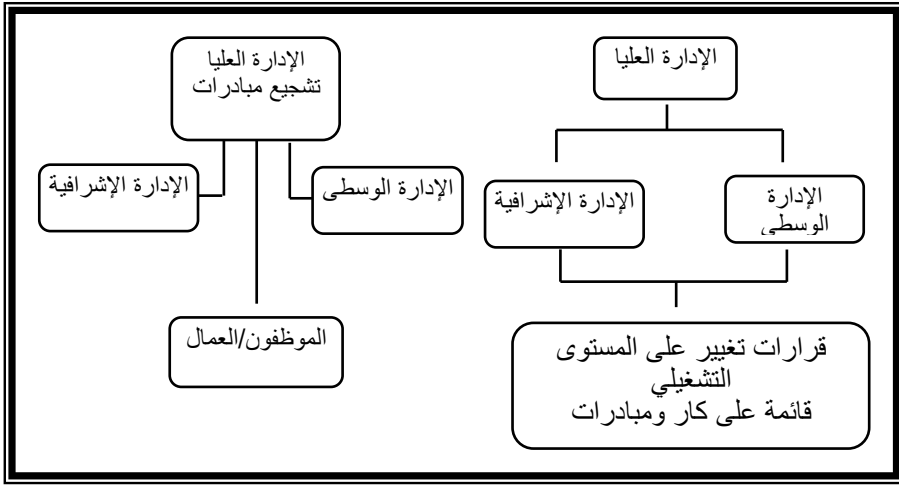 الإدارة العليا
الإدارة الوسطى
الإدارة الإشرافية
قرارات تغيير على المستوى
التشغيلي
قائمة على كار ومبادرات
الإدارة العليا
تشجيع مبادرات
الإدارة الوسطى
الإدارة الإشرافية
الموظفون/العمال